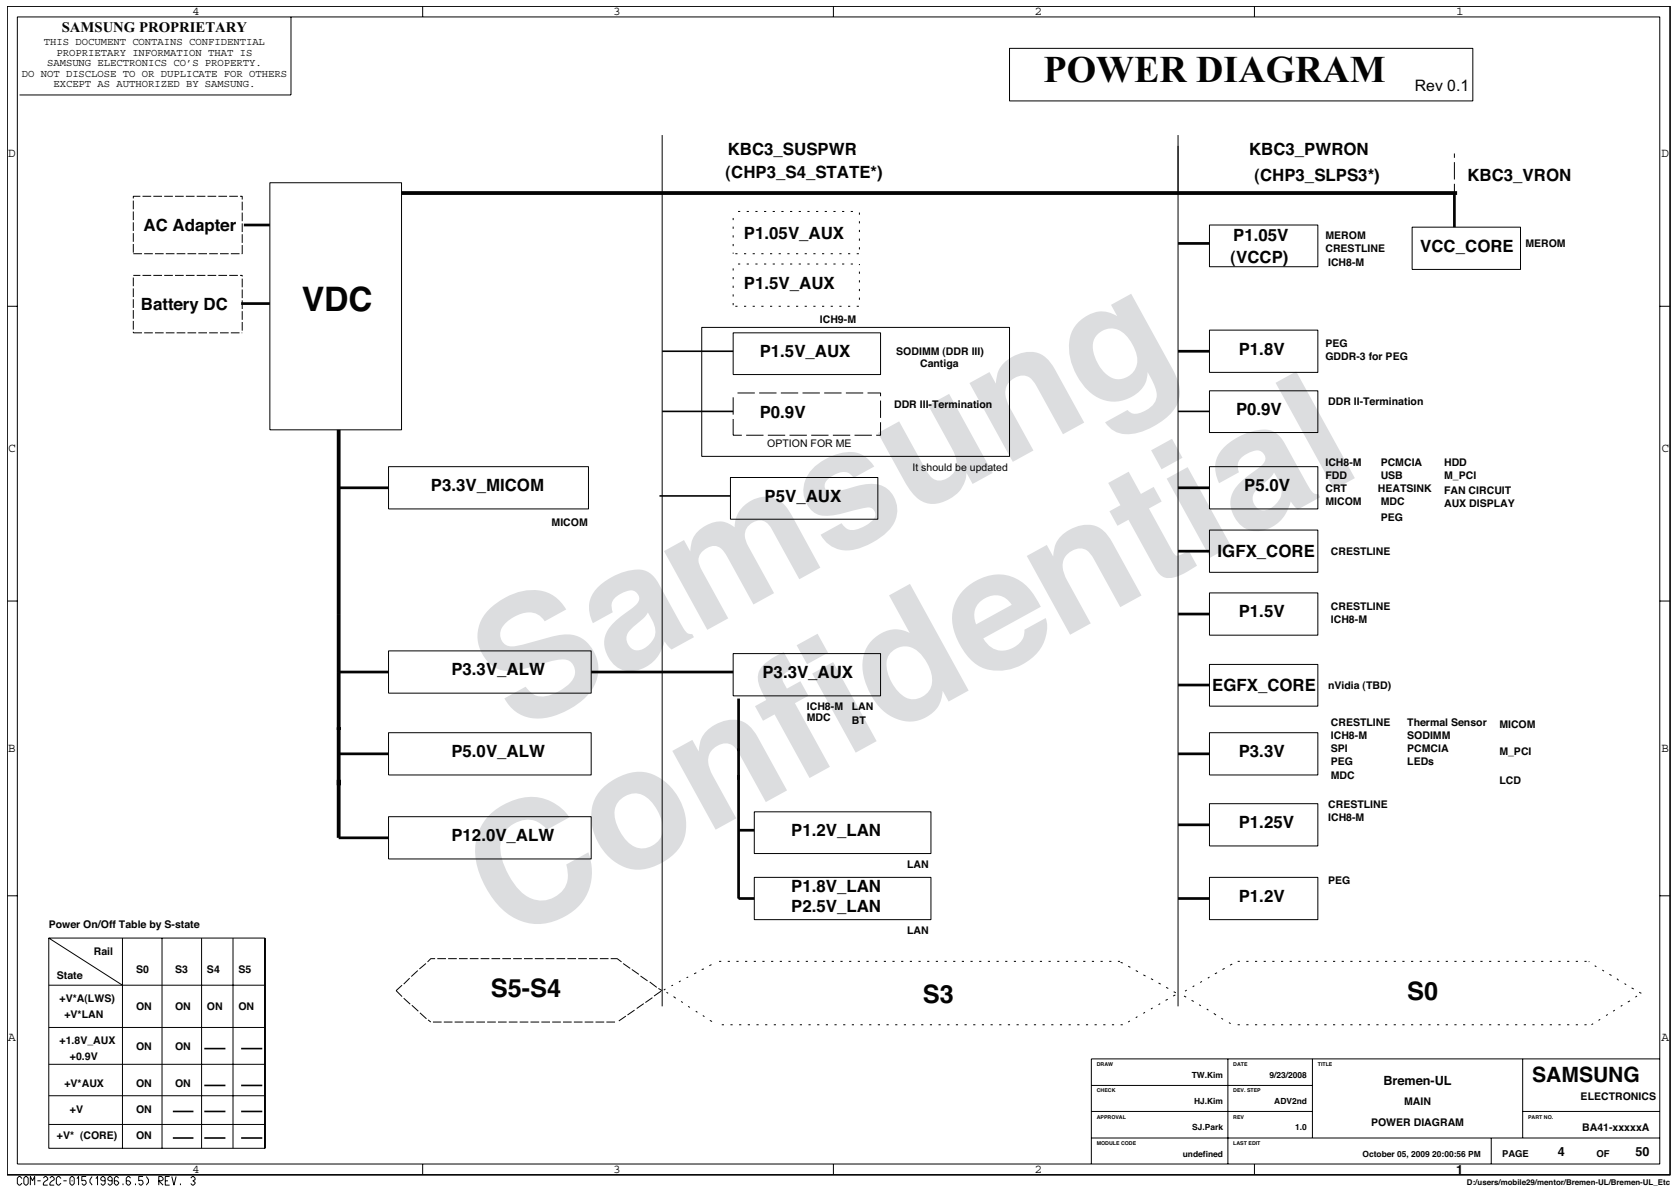 4 3 2 1
SAMSUNG PROPRIETARY
THIS DOCUMENT CONTAINS CONFIDENTIAL
PROPRIETARY INFORMATION THAT IS
SAMSUNG ELECTRONICS CO'S PROPERTY.
DO NOT DISCLOSE TO OR DUPLICATE FOR OTHERS
EXCEPT AS AUTHORIZED BY SAMSUNG.
POWER DIAGRAM Rev 0.1
D D
KBC3_SUSPWR
(CHP3_S4_STATE*)
KBC3_PWRON
(CHP3_SLPS3*)
KBC3_VRON
AC Adapter
Battery DC
VDC
P1.05V_AUX
P1.5V_AUX
ICH9-M
P1.5V_AUX
SODIMM (DDR III)
Cantiga
P0.9V
DDR III-Termination
OPTION FOR ME
It should be updated
P5V_AUX
P1.05V
(VCCP)
MEROM
CRESTLINE
ICH8-M
VCC_CORE
MEROM
P1.8V
PEG
GDDR-3 for PEG
P0.9V
DDR II-Termination
C C
P5.0V
ICH8-M PCMCIA HDD
FDD USB M_PCI
CRT HEATSINK FAN CIRCUIT
MICOM MDC AUX DISPLAY
PEG
P3.3V_MICOM
MICOM
IGFX_CORE
CRESTLINE
P1.5V
CRESTLINE
ICH8-M
P3.3V_ALW
P3.3V_AUX
ICH8-M LAN
MDC BT
EGFX_CORE
nVidia (TBD)
P5.0V_ALW
P3.3V
CRESTLINE Thermal Sensor MICOM
ICH8-M SODIMM
SPI PCMCIA M_PCI
PEG LEDs
MDC LCD
B B
P12.0V_ALW
P1.2V_LAN
LAN
P1.25V
CRESTLINE
ICH8-M
P1.8V_LAN
P2.5V_LAN
LAN
P1.2V
PEG
Samsung
Confidential
Power On/Off Table by S-state
Rail
State S0 S3 S4 S5
+V*A(LWS)
+V*LAN ON ON ON ON
+1.8V_AUX
+0.9V ON ON — —
+V*AUX ON ON — —
+V ON — — —
+V* (CORE) ON — — —
S5-S4
S3
S0
A A
DRAW TW.Kim DATE 9/23/2008
CHECK HJ.Kim DEV. STEP ADV2nd
APPROVAL SJ.Park REV 1.0
MODULE CODE undefined LAST EDIT October 05, 2009 20:00:56 PM
TITLE
Bremen-UL
MAIN
POWER DIAGRAM
SAMSUNG
ELECTRONICS
PART NO. BA41-xxxxxA
PAGE 4 OF 50
4 3 2 1
COM-22C-015(1996.6.5) REV. 3
D:/users/mobile29/mentor/Bremen-UL/Bremen-UL_Etc